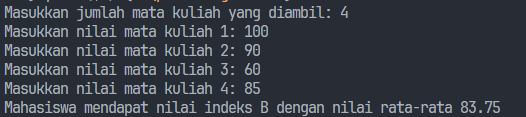 Masukkan jumlah mata kuliah yang diambil: 4
Masukkan nilai mata kuliah 1: 100
Masukkan nilai mata kuliah 2: 90
Masukkan nilai mata kuliah 3: 60
Masukkan nilai mata kuliah 4: 85
Mahasiswa mendapat nilai indeks B dengan nilai rata-rata 83.75